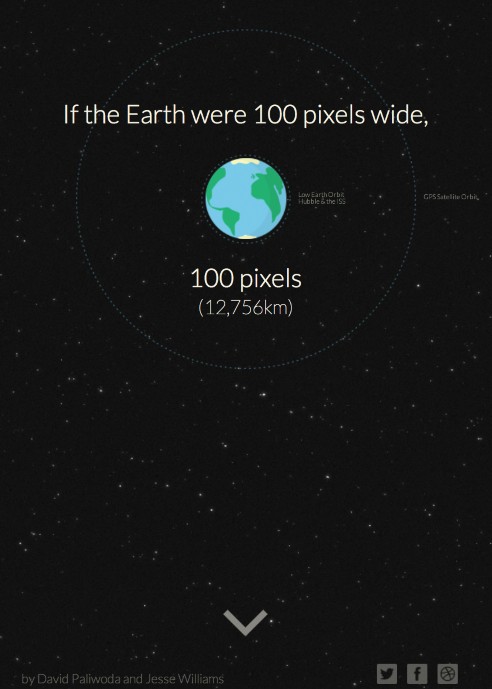 If the Earth were 100 pixels wide,
Low Earth Orbit
Hubble & the ISS
GPS Satellite Orbit
100 pixels
(12,756km)
by David Paliwoda and Jesse Williams